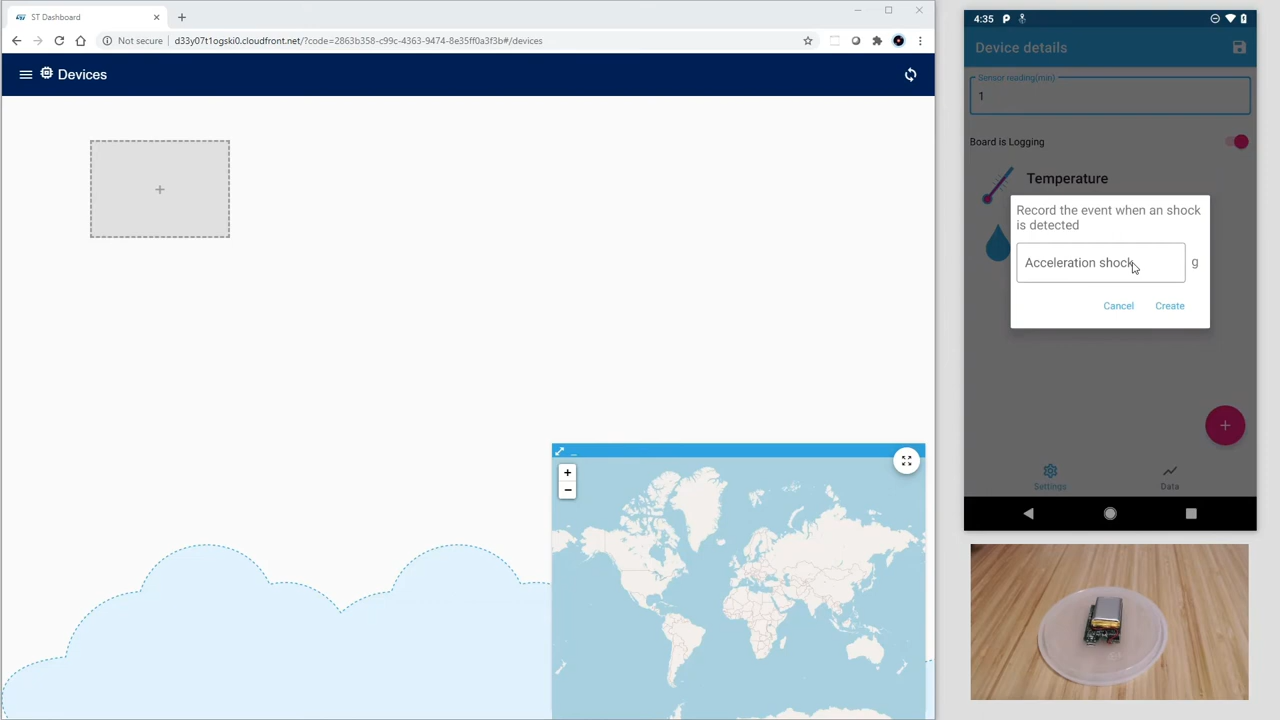 ST Dashboard
Not secure
d33y07t1ogski0.cloudfront.net/?code=2863b358-c99c-4363-9474-8e35ff0a3f3b#/devices
Devices
+
+
−
4:35
Device details
Sensor reading(min)
1
Board is Logging
Temperature
Record the event when an shock
is detected
Acceleration shock
g
Cancel
Create
+
Settings
Data